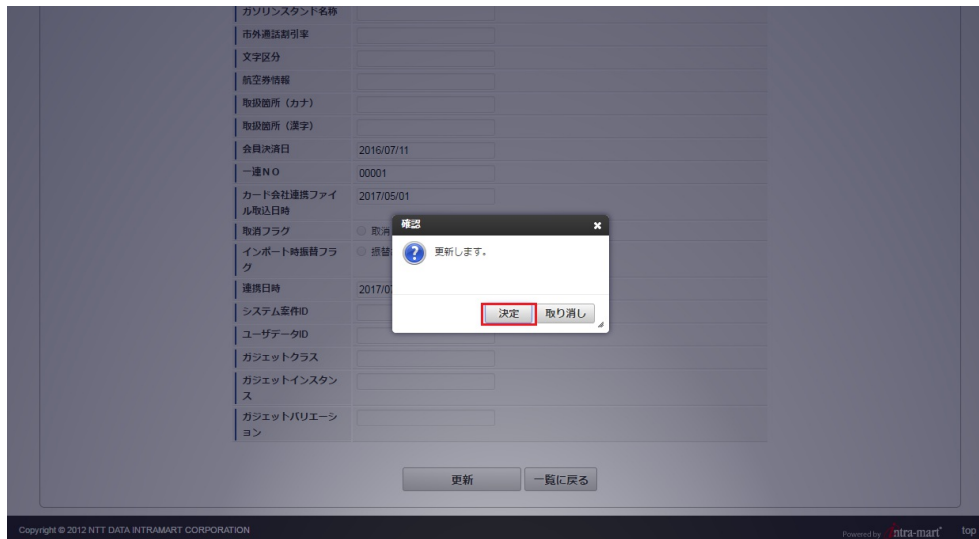 ガソリンスタンド名称
市外通話割引率
文字区分
航空券情報
取扱箇所（カナ）
取扱箇所（漢字）
会員決済日 2016/07/11
一連ＮＯ 00001
カード会社連携ファイ
ル取込日時 2017/05/01
取消フラグ 取消
インポート時振替フラ
グ 振替
連携日時 2017/0
システム案件ID
ユーザデータID
ガジェットクラス
ガジェットインスタン
ス
ガジェットバリエーシ
ョン
確認
更新します。
決定 取り消し
更新 一覧に戻る
Copyright © 2012 NTT DATA INTRAMART CORPORATION
Powered by intra-mart top